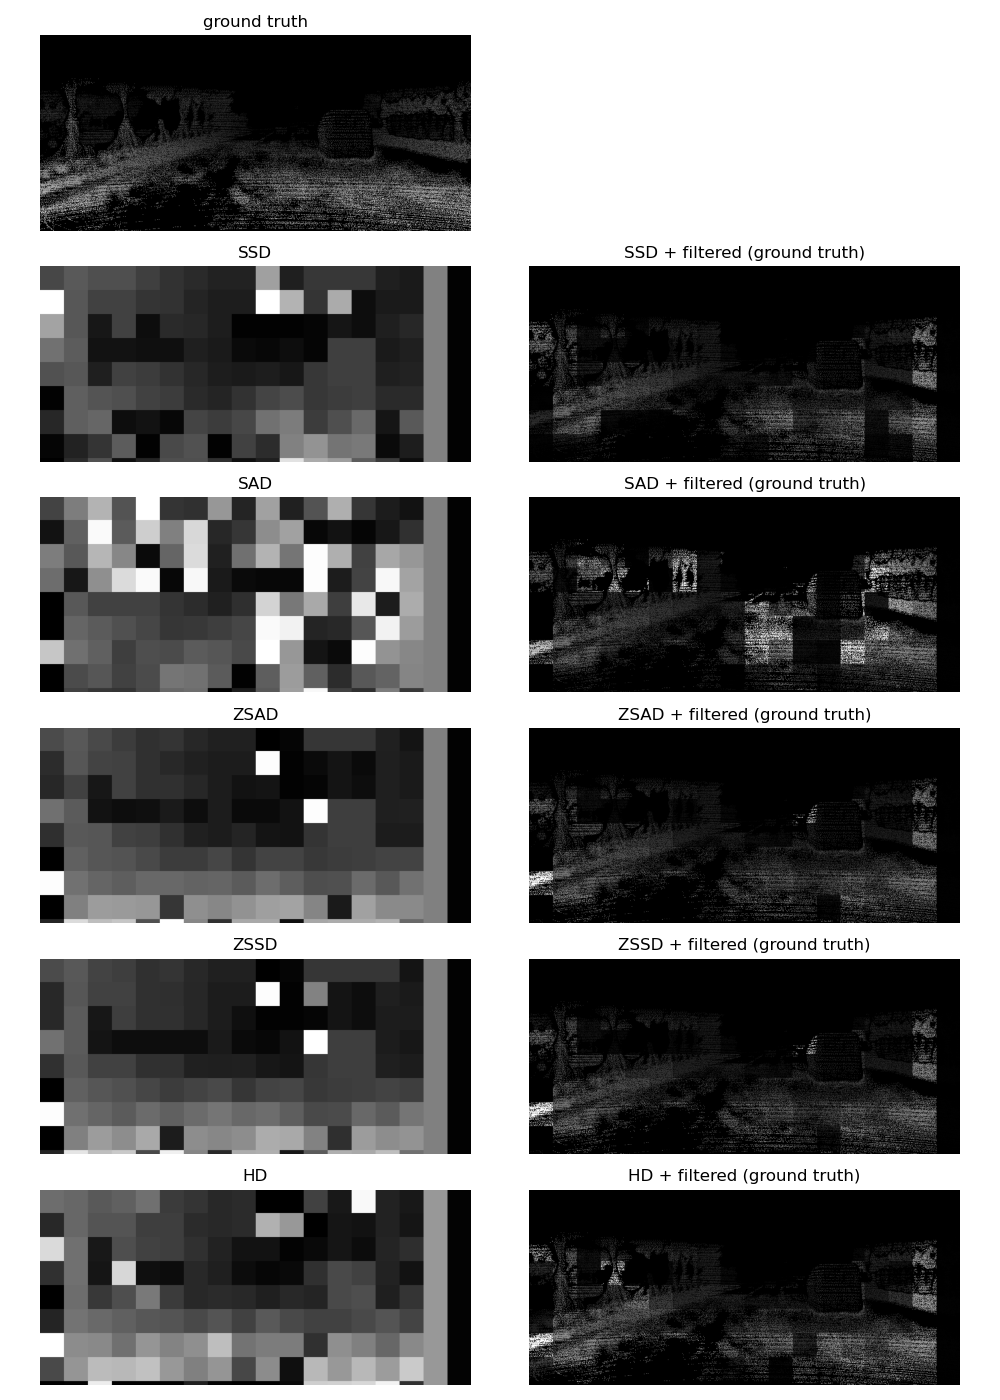 ground truth
SSD
SSD + filtered (ground truth)
SAD
SAD + filtered (ground truth)
ZSAD
ZSAD + filtered (ground truth)
ZSSD
ZSSD + filtered (ground truth)
HD
HD + filtered (ground truth)